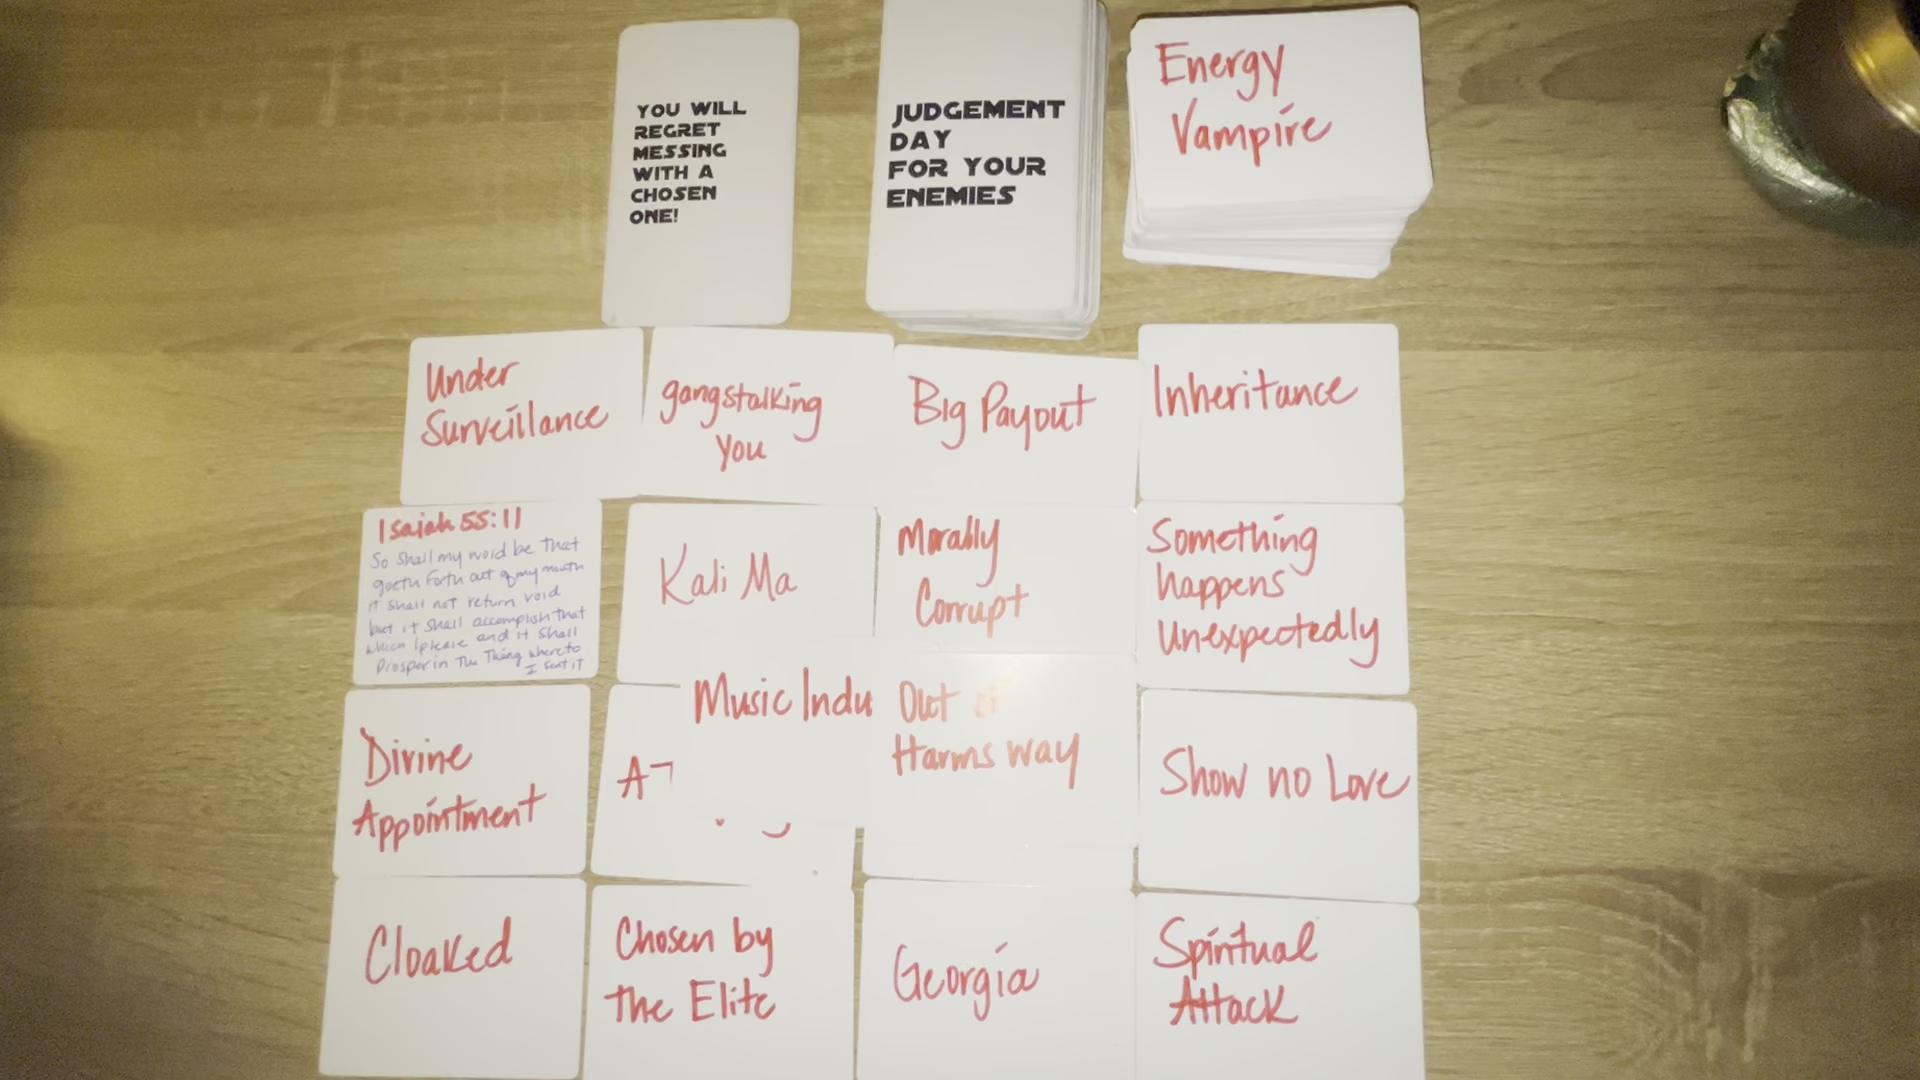 YOU WILL
REGRET
MESSING
WITH A
CHOSEN
ONE!
JUDGEMENT
DAY
FOR YOUR
ENEMIES
Energy
Vampire
Under
Surveillance
gangstalking
You
Big Payout
Inheritance
Isaiah 55:11
So Shall my word be that
goeth forth out of my mouth
it shall not return void
but it shall accomplish that
which I please and it shall
Prosper in The Thing whereto
I sent it
Kali Ma
Morally
Corrupt
Something
happens
Unexpectedly
Divine
Appointment
Music Indu
Out of
Harms way
Show no Love
Cloaked
Chosen by
the Elite
Georgia
Spiritual
Attack